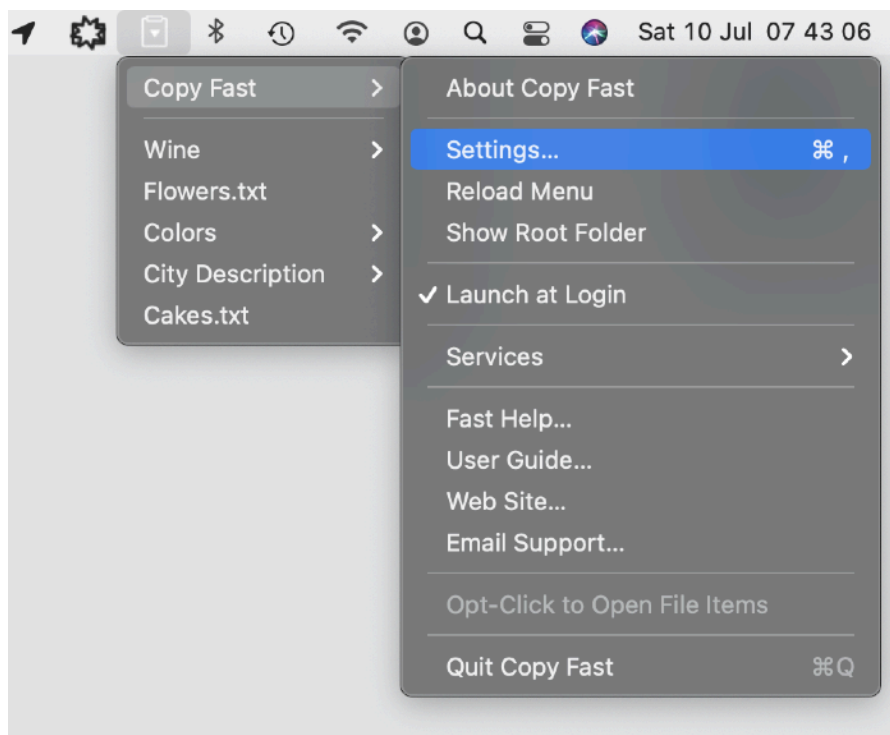 Sat 10 Jul 07 43 06
Copy Fast
Wine
Flowers.txt
Colors
City Description
Cakes.txt
About Copy Fast
Settings... ⌘ ,
Reload Menu
Show Root Folder
✓ Launch at Login
Services
Fast Help...
User Guide...
Web Site...
Email Support...
Opt-Click to Open File Items
Quit Copy Fast ⌘Q